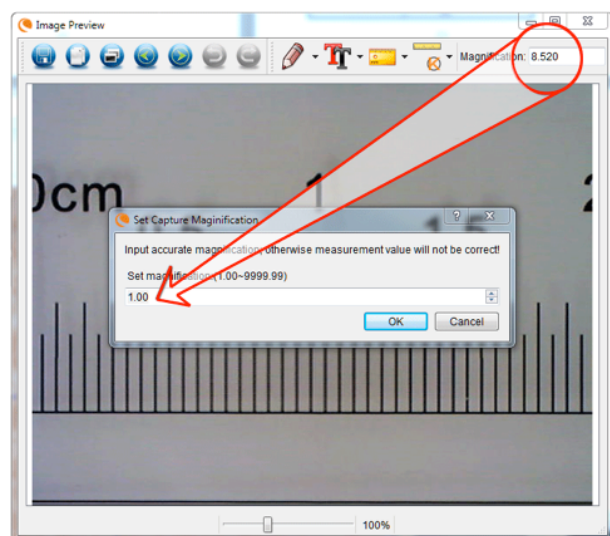 Image Preview
Magnification: 8.520
0cm 1 2
Set Capture Maginification
Input accurate magnification, otherwise measurement value will not be correct!
Set magnification (1.00~9999.99)
1.00
OK Cancel
100%